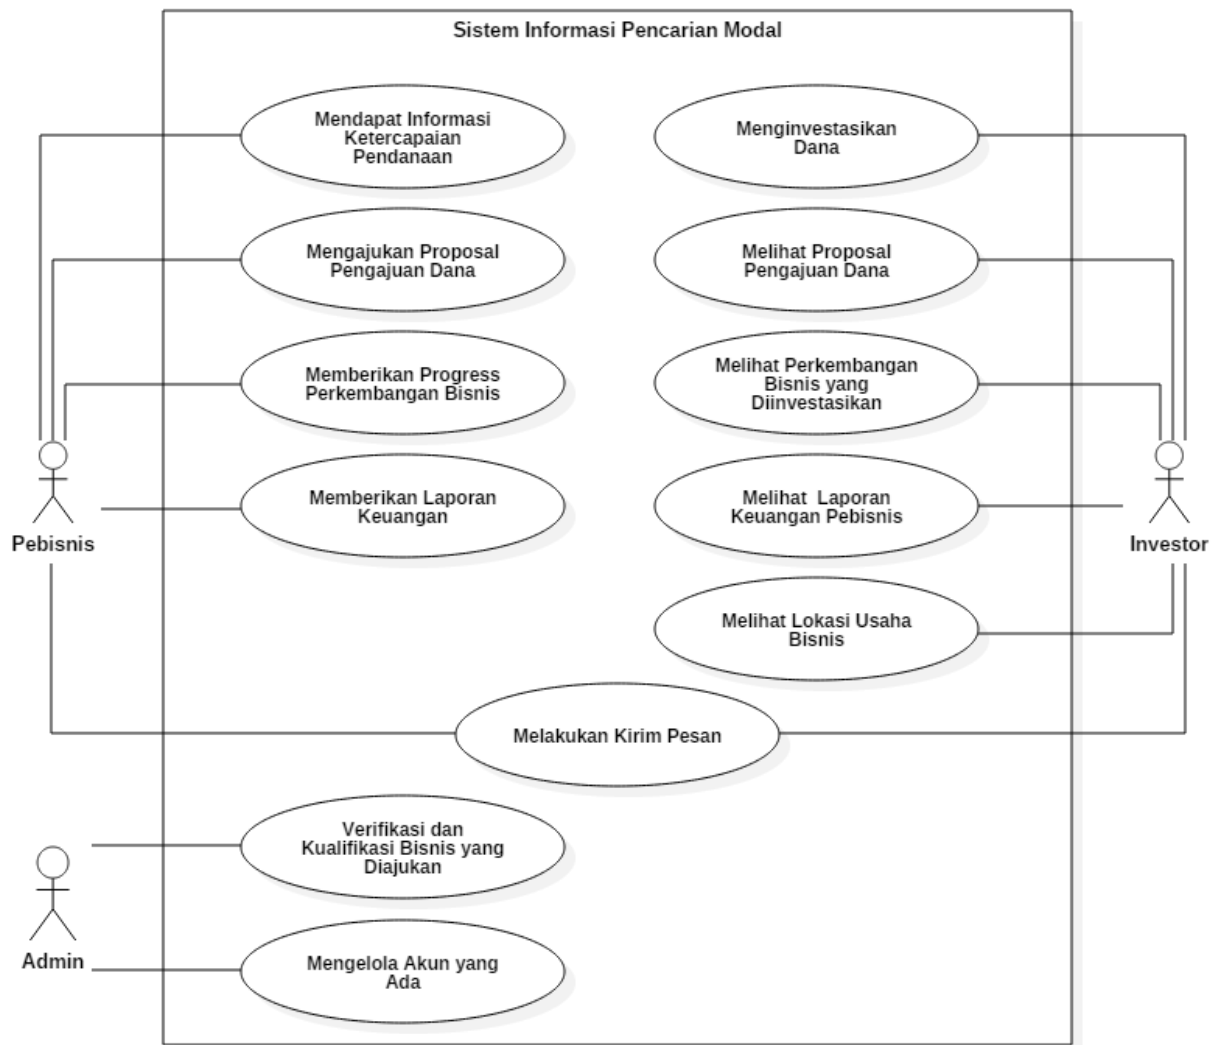 Sistem Informasi Pencarian Modal
Mendapat Informasi
Ketercapaian
Pendanaan
Menginvestasikan
Dana
Mengajukan Proposal
Pengajuan Dana
Melihat Proposal
Pengajuan Dana
Memberikan Progress
Perkembangan Bisnis
Melihat Perkembangan
Bisnis yang
Diinvestasikan
Memberikan Laporan
Keuangan
Melihat Laporan
Keuangan Pebisnis
Pebisnis
Investor
Melihat Lokasi Usaha
Bisnis
Melakukan Kirim Pesan
Verifikasi dan
Kualifikasi Bisnis yang
Diajukan
Admin
Mengelola Akun yang
Ada